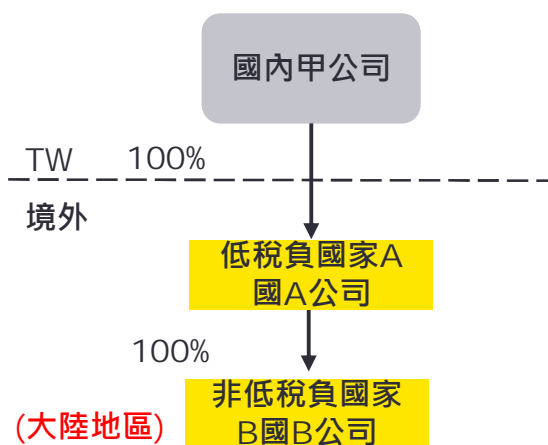 國內甲公司
TW 100%
境外
低稅負國家A
國A公司
100%
非低稅負國家
(大陸地區) B國B公司